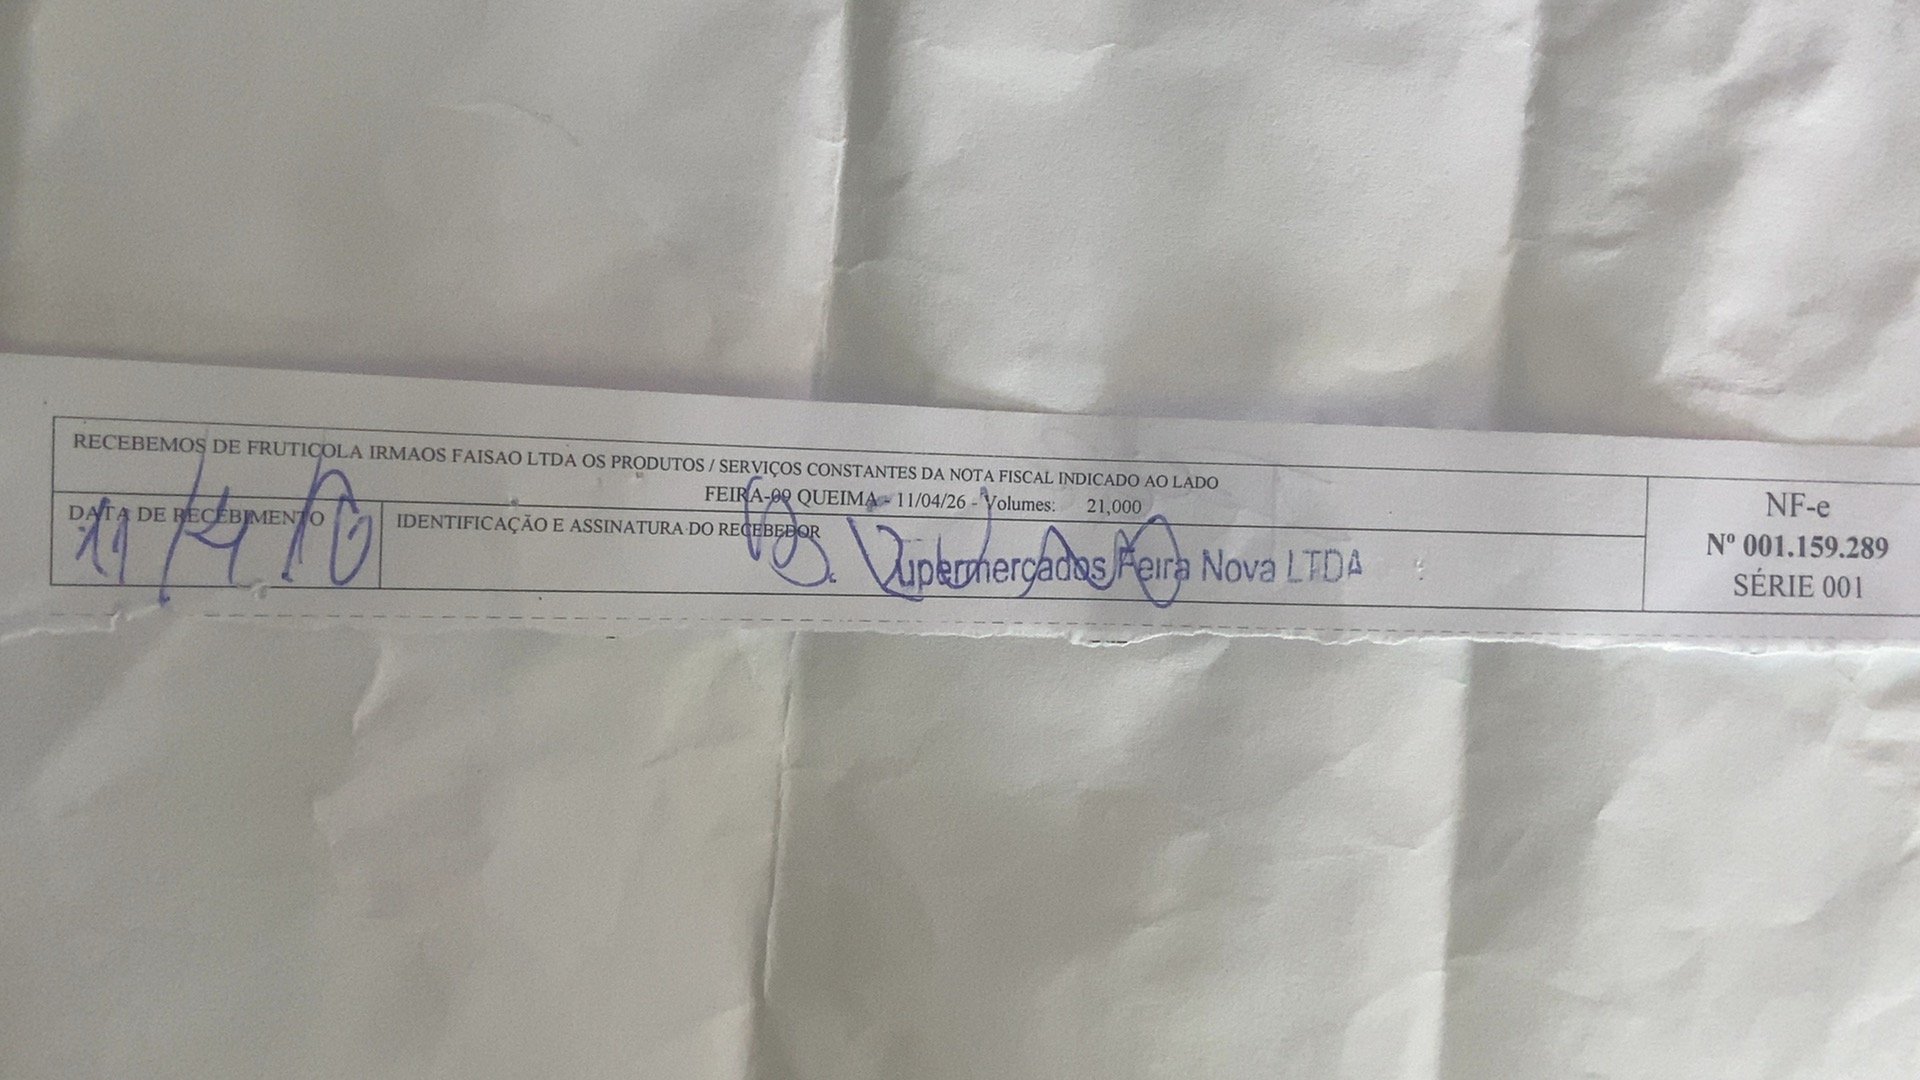 RECEBEMOS DE FRUTICOLA IRMAOS FAISAO LTDA OS PRODUTOS / SERVIÇOS CONSTANTES DA NOTA FISCAL INDICADO AO LADO
FEIRA-09 QUEIMA - 11/04/26 - Volumes: 21,000
DATA DE RECEBIMENTO
11/4/
IDENTIFICAÇÃO E ASSINATURA DO RECEBEDOR
Supermercados Feira Nova LTDA
NF-e
Nº 001.159.289
SÉRIE 001